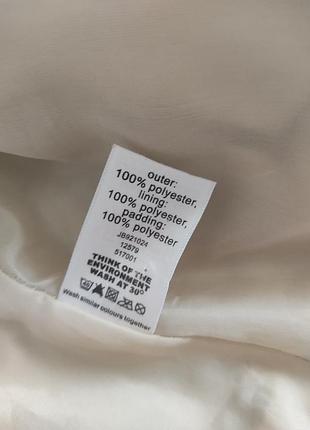 outer:
100% polyester,
lining:
100% polyester,
padding:
100% polyester
JB921024
12579
517001
THINK OF THE
ENVIRONMENT
WASH AT 30°
Wash similar colours together